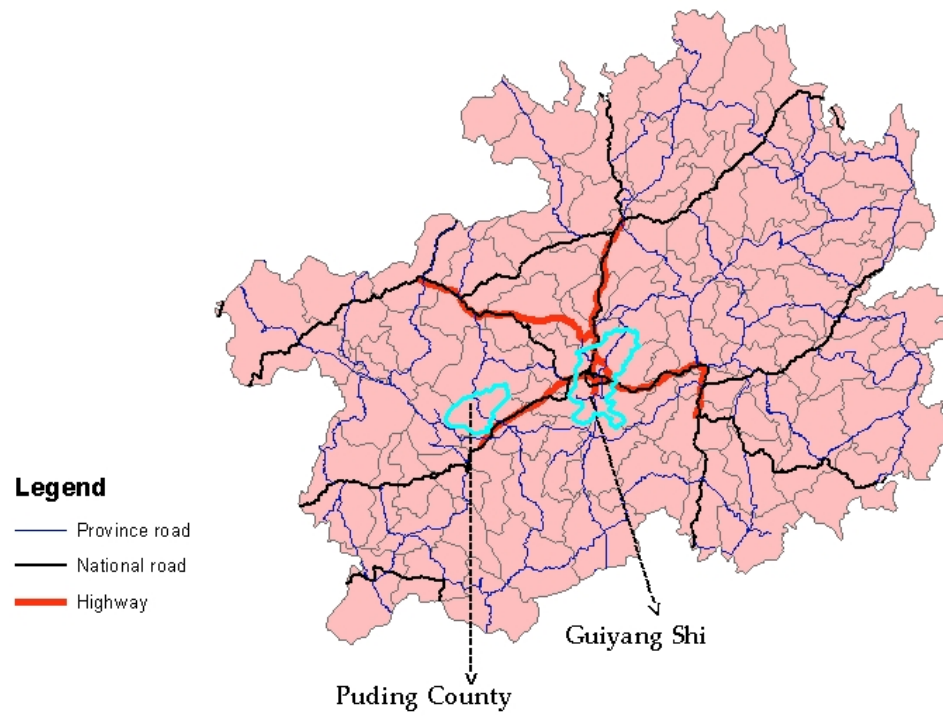 Legend
Province road
National road
Highway
Guiyang Shi
Puding County